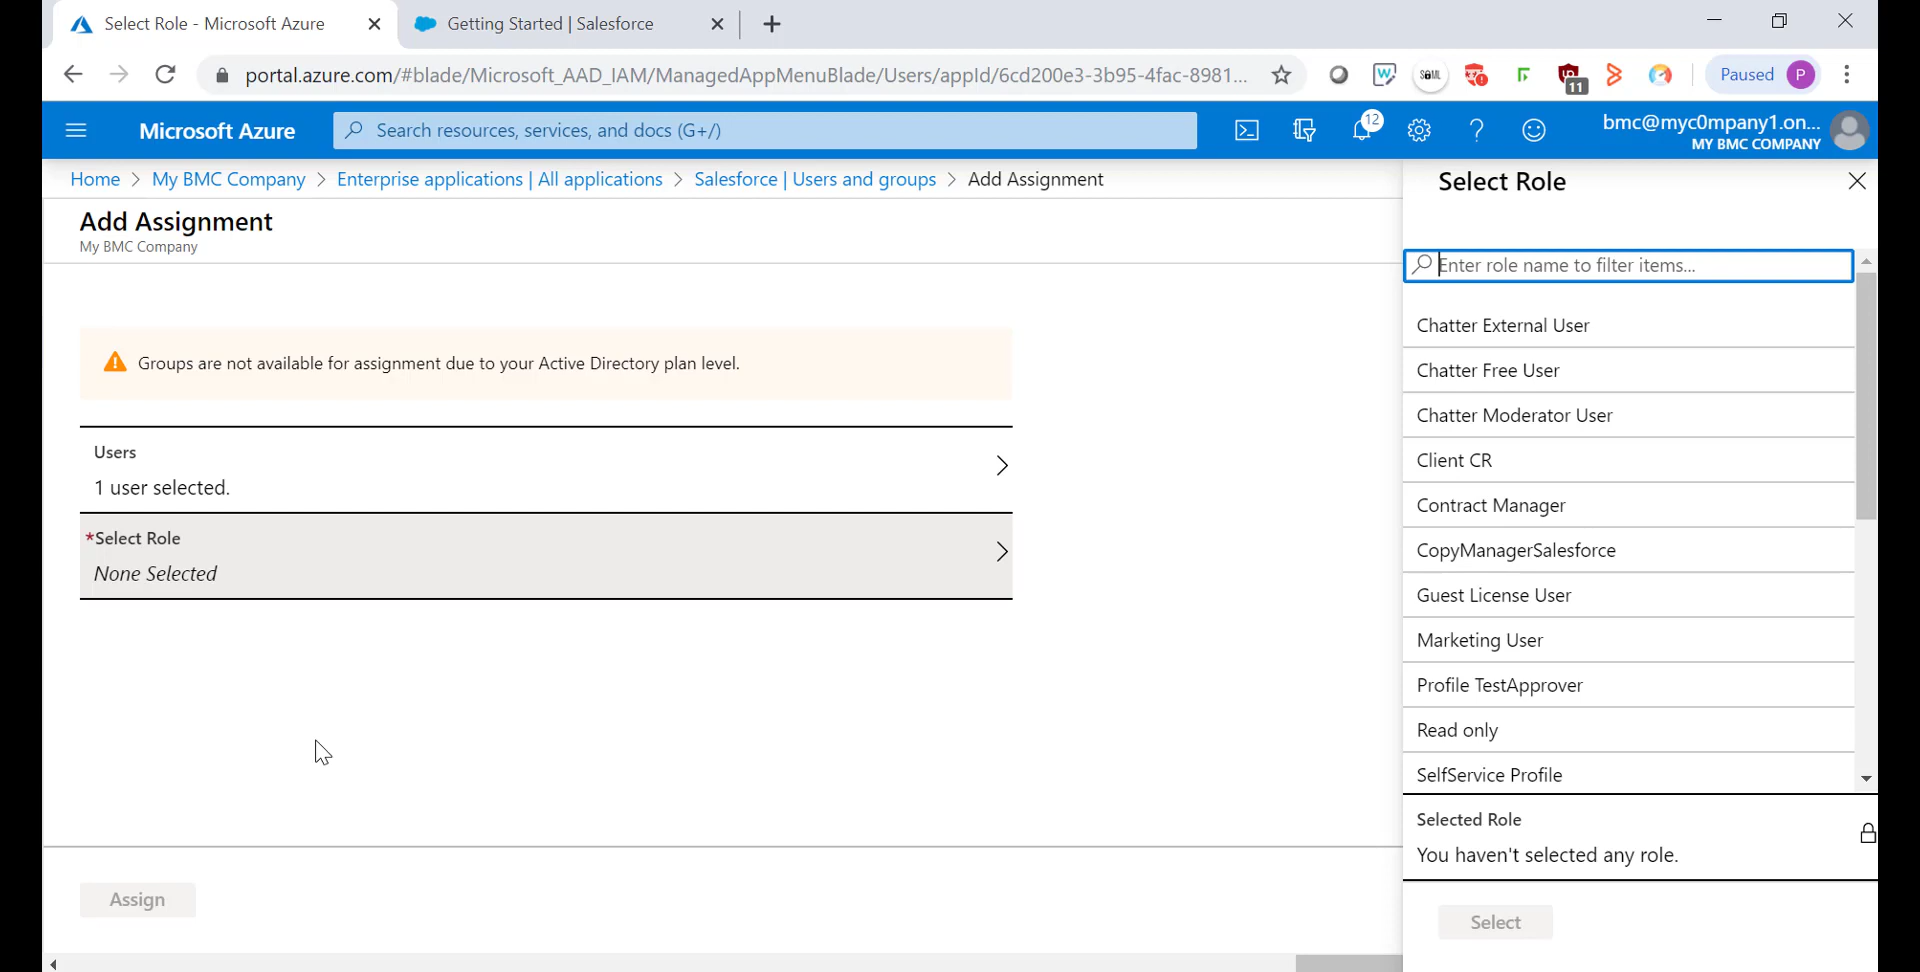 Select Role - Microsoft Azure
Getting Started | Salesforce
portal.azure.com/#blade/Microsoft_AAD_IAM/ManagedAppMenuBlade/Users/appId/6cd200e3-3b95-4fac-8981...
11
Paused
P
Microsoft Azure
Search resources, services, and docs (G+/)
12
bmc@myc0mpany1.on...
MY BMC COMPANY
Home > My BMC Company > Enterprise applications | All applications > Salesforce | Users and groups > Add Assignment
Add Assignment
My BMC Company
Groups are not available for assignment due to your Active Directory plan level.
Users
1 user selected.
*Select Role
None Selected
Assign
Select Role
Enter role name to filter items...
Chatter External User
Chatter Free User
Chatter Moderator User
Client CR
Contract Manager
CopyManagerSalesforce
Guest License User
Marketing User
Profile TestApprover
Read only
SelfService Profile
Selected Role
You haven't selected any role.
Select